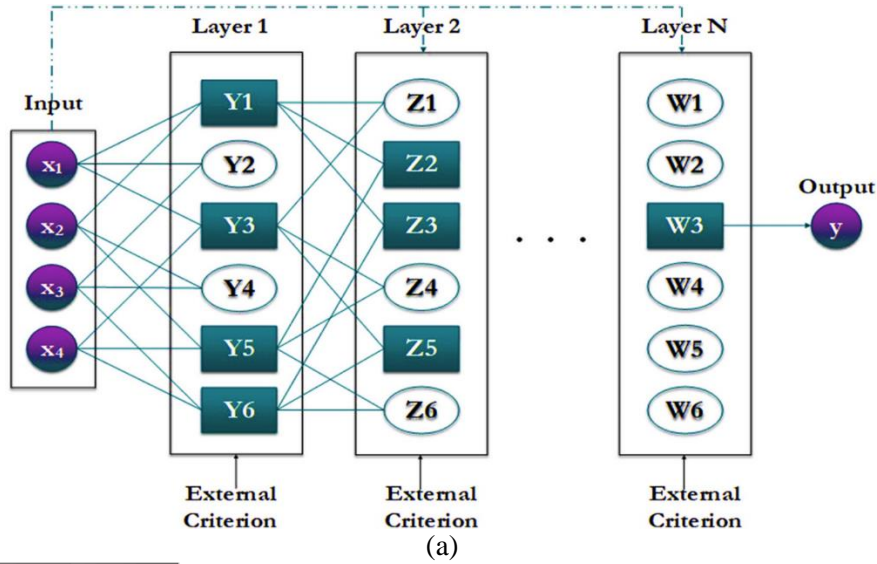 Layer 1 Layer 2 Layer N
Input
Y1 Z1 W1
x1 Y2 Z2 W2
Output
x2 Y3 Z3 . . . W3 y
x3 Y4 Z4 W4
x4 Y5 Z5 W5
Y6 Z6 W6
External External External
Criterion Criterion Criterion
(a)